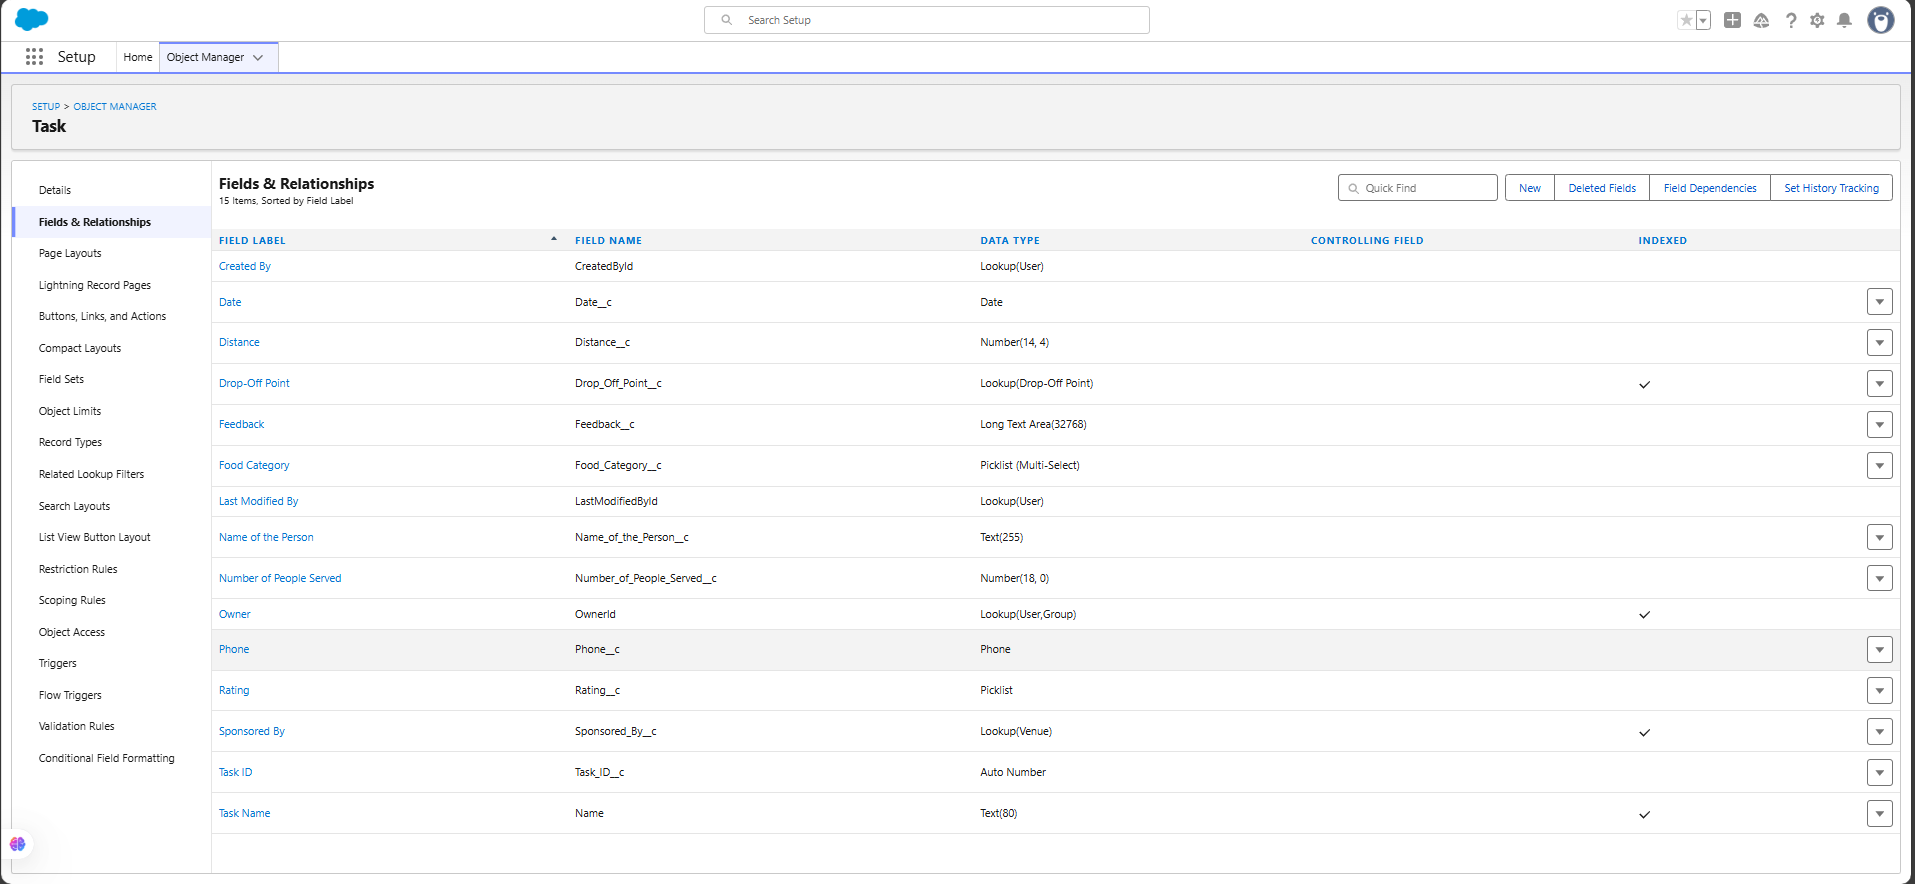 Search Setup
Setup
Home
Object Manager
SETUP > OBJECT MANAGER
Task
Details
Fields & Relationships
Page Layouts
Lightning Record Pages
Buttons, Links, and Actions
Compact Layouts
Field Sets
Object Limits
Record Types
Related Lookup Filters
Search Layouts
List View Button Layout
Restriction Rules
Scoping Rules
Object Access
Triggers
Flow Triggers
Validation Rules
Conditional Field Formatting
Fields & Relationships
15 Items, Sorted by Field Label
Quick Find
New
Deleted Fields
Field Dependencies
Set History Tracking
FIELD LABEL FIELD NAME DATA TYPE CONTROLLING FIELD INDEXED
Created By CreatedById Lookup(User)
Date Date__c Date
Distance Distance__c Number(14, 4)
Drop-Off Point Drop_Off_Point__c Lookup(Drop-Off Point) ✓
Feedback Feedback__c Long Text Area(32768)
Food Category Food_Category__c Picklist (Multi-Select)
Last Modified By LastModifiedById Lookup(User)
Name of the Person Name_of_the_Person__c Text(255)
Number of People Served Number_of_People_Served__c Number(18, 0)
Owner OwnerId Lookup(User,Group) ✓
Phone Phone__c Phone
Rating Rating__c Picklist
Sponsored By Sponsored_By__c Lookup(Venue) ✓
Task ID Task_ID__c Auto Number
Task Name Name Text(80) ✓